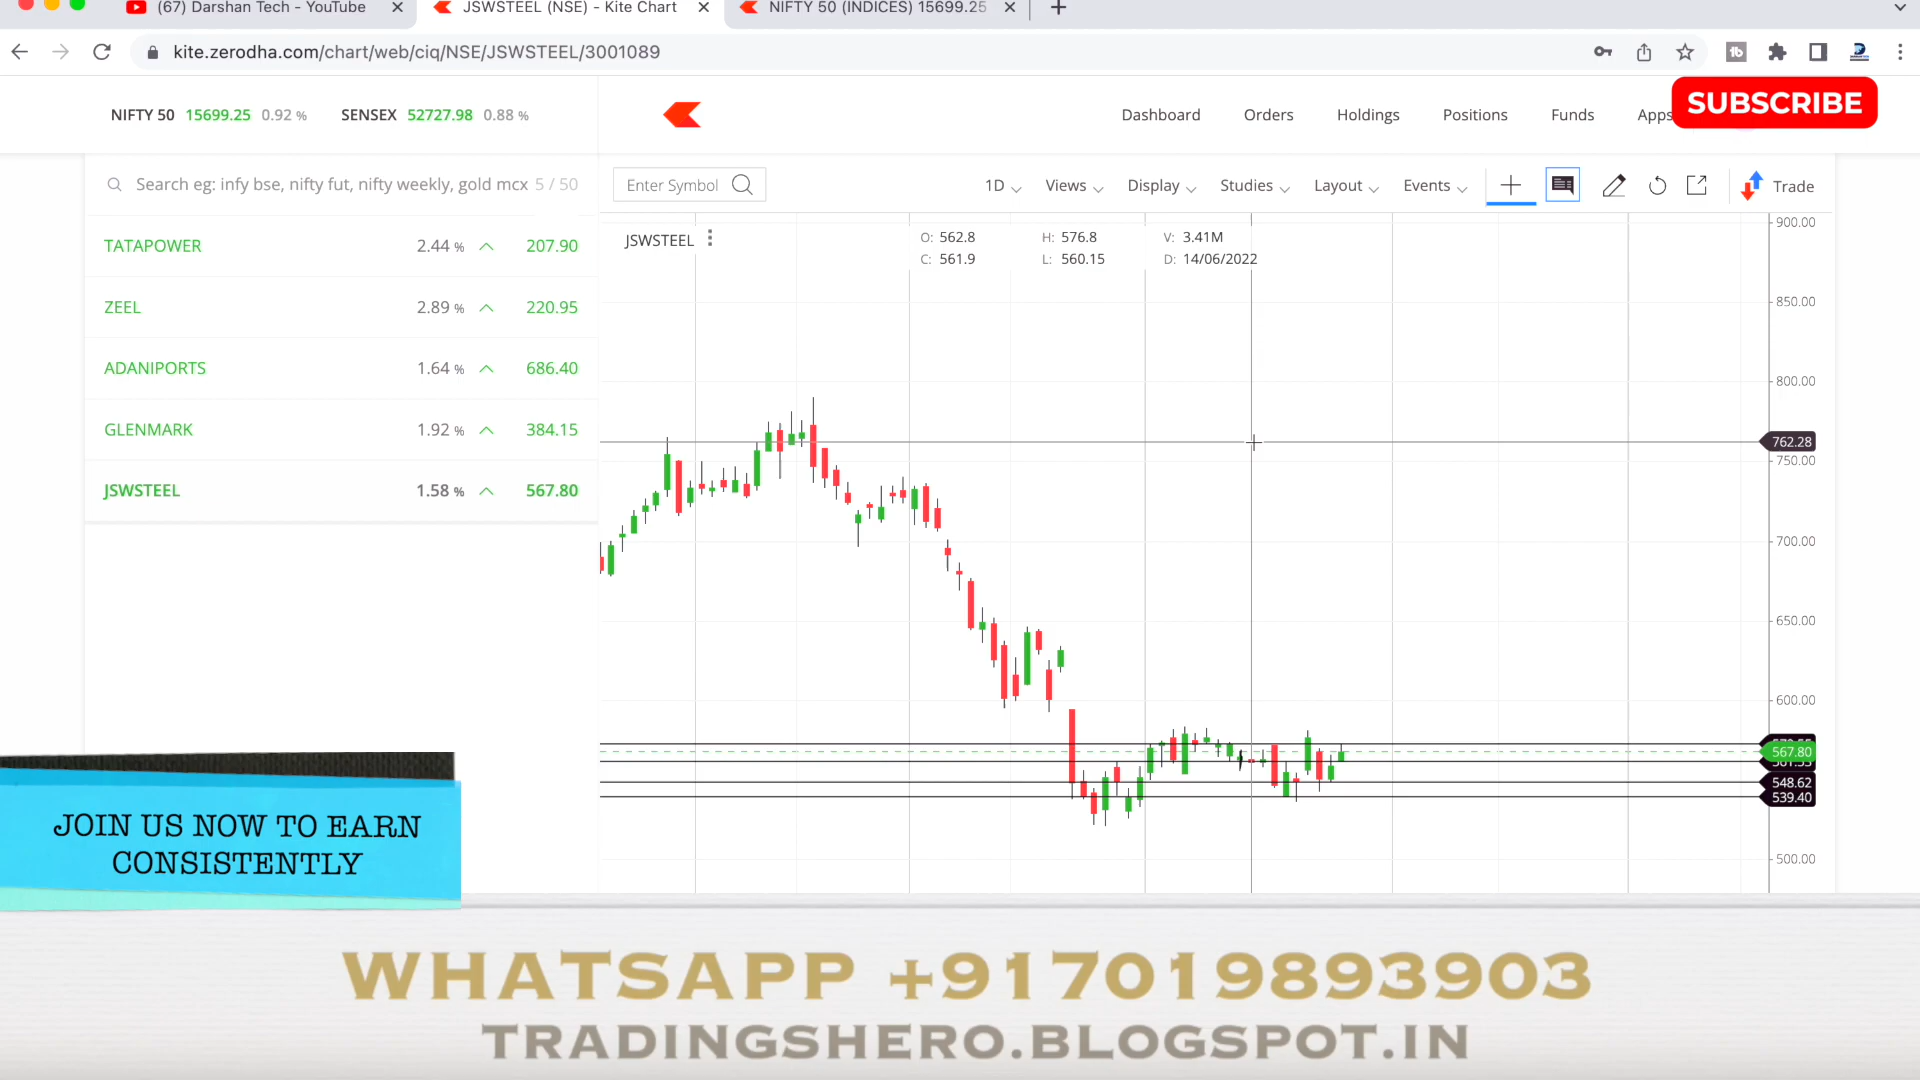 (67) Darshan Tech - YouTube
JSWSTEEL (NSE) - Kite Chart
NIFTY 50 (INDICES) 15699.25
kite.zerodha.com/chart/web/ciq/NSE/JSWSTEEL/3001089
NIFTY 50 15699.25 0.92 %
SENSEX 52727.98 0.88 %
Dashboard
Orders
Holdings
Positions
Funds
Apps
SUBSCRIBE
Search eg: infy bse, nifty fut, nifty weekly, gold mcx 5 / 50
TATAPOWER 2.44 % 207.90
ZEEL 2.89 % 220.95
ADANIPORTS 1.64 % 686.40
GLENMARK 1.92 % 384.15
JSWSTEEL 1.58 % 567.80
Enter Symbol
1D
Views
Display
Studies
Layout
Events
Trade
JSWSTEEL
O: 562.8 H: 576.8 V: 3.41M
C: 561.9 L: 560.15 D: 14/06/2022
900.00
850.00
800.00
762.28
750.00
700.00
650.00
600.00
567.80
548.62
539.40
500.00
JOIN US NOW TO EARN
CONSISTENTLY
WHATSAPP +917019893903
TRADINGSHERO.BLOGSPOT.IN